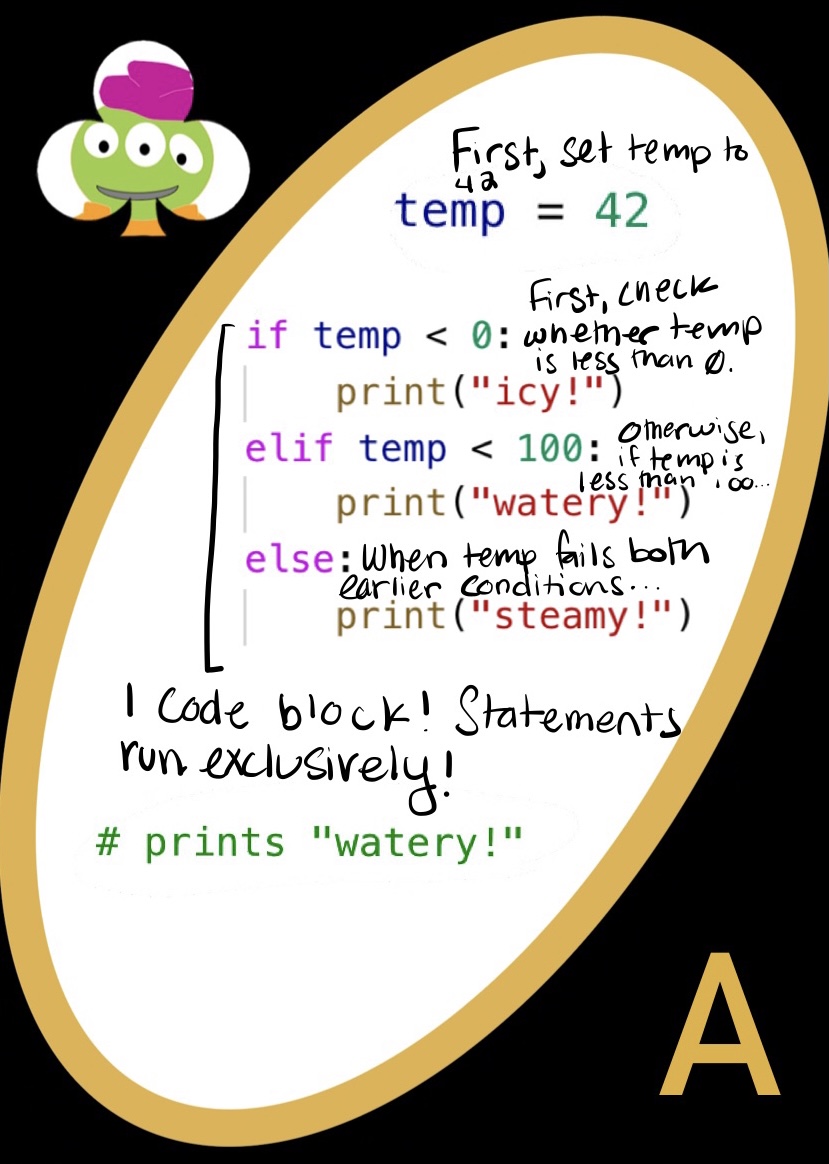 First, set temp to
42
temp = 42
First, check
if temp < 0: whether temp
is less than 0.
    print("icy!")
elif temp < 100: otherwise,
if temp is
less than 100...
    print("watery!")
else: When temp fails both
earlier conditions...
    print("steamy!")
1 Code block! Statements
run exclusively!
# prints "watery!"
A